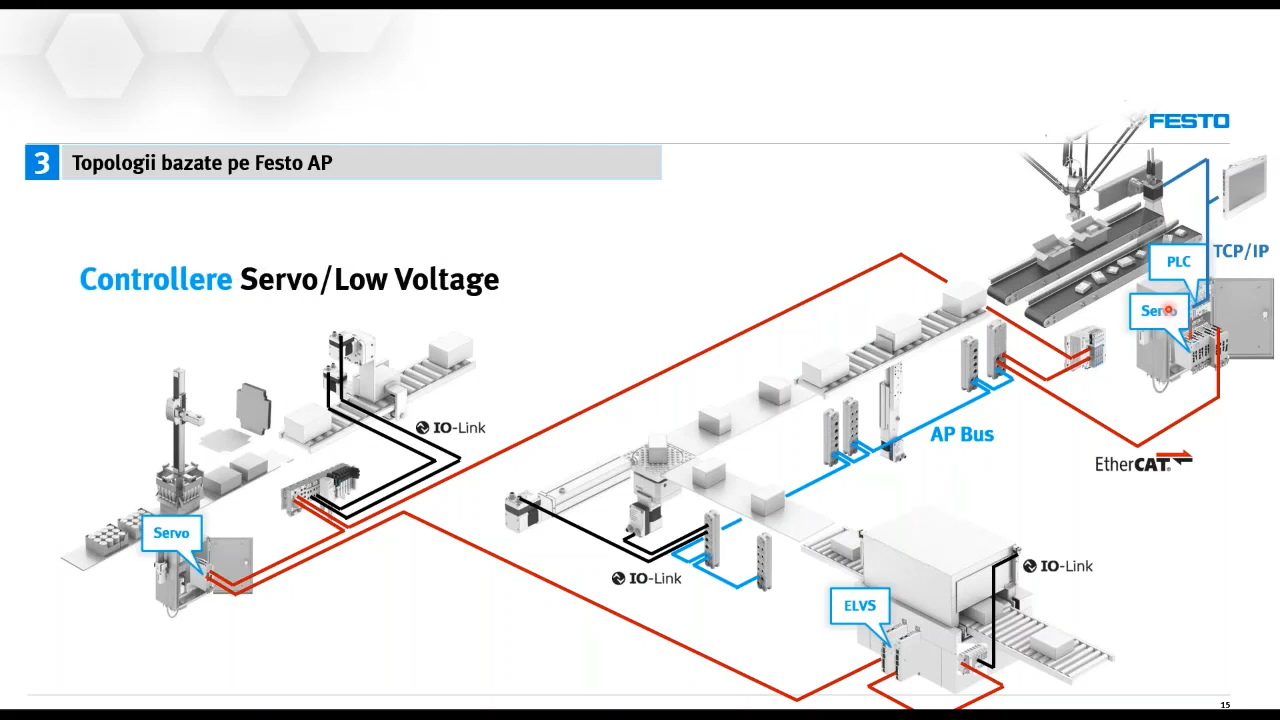 FESTO
3 Topologii bazate pe Festo AP
Controllere Servo/Low Voltage
TCP/IP
PLC
Servo
IO-Link
AP Bus
EtherCAT
Servo
IO-Link
IO-Link
ELVS
15